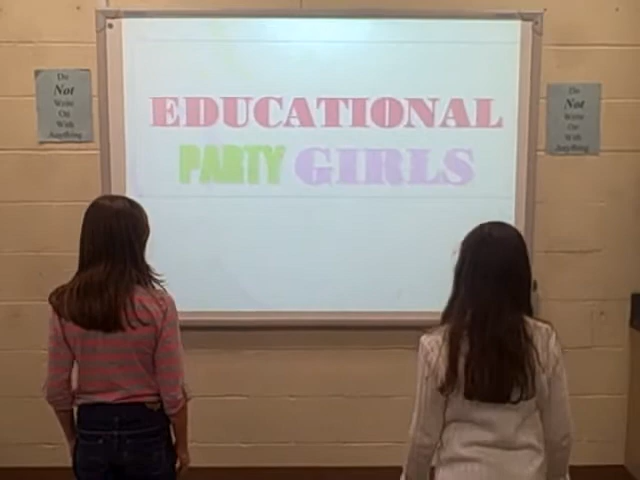 EDUCATIONAL
PARTY GIRLS
Do
Not
Write
On
With
Anything
Do
Not
Write
On
With
Anything